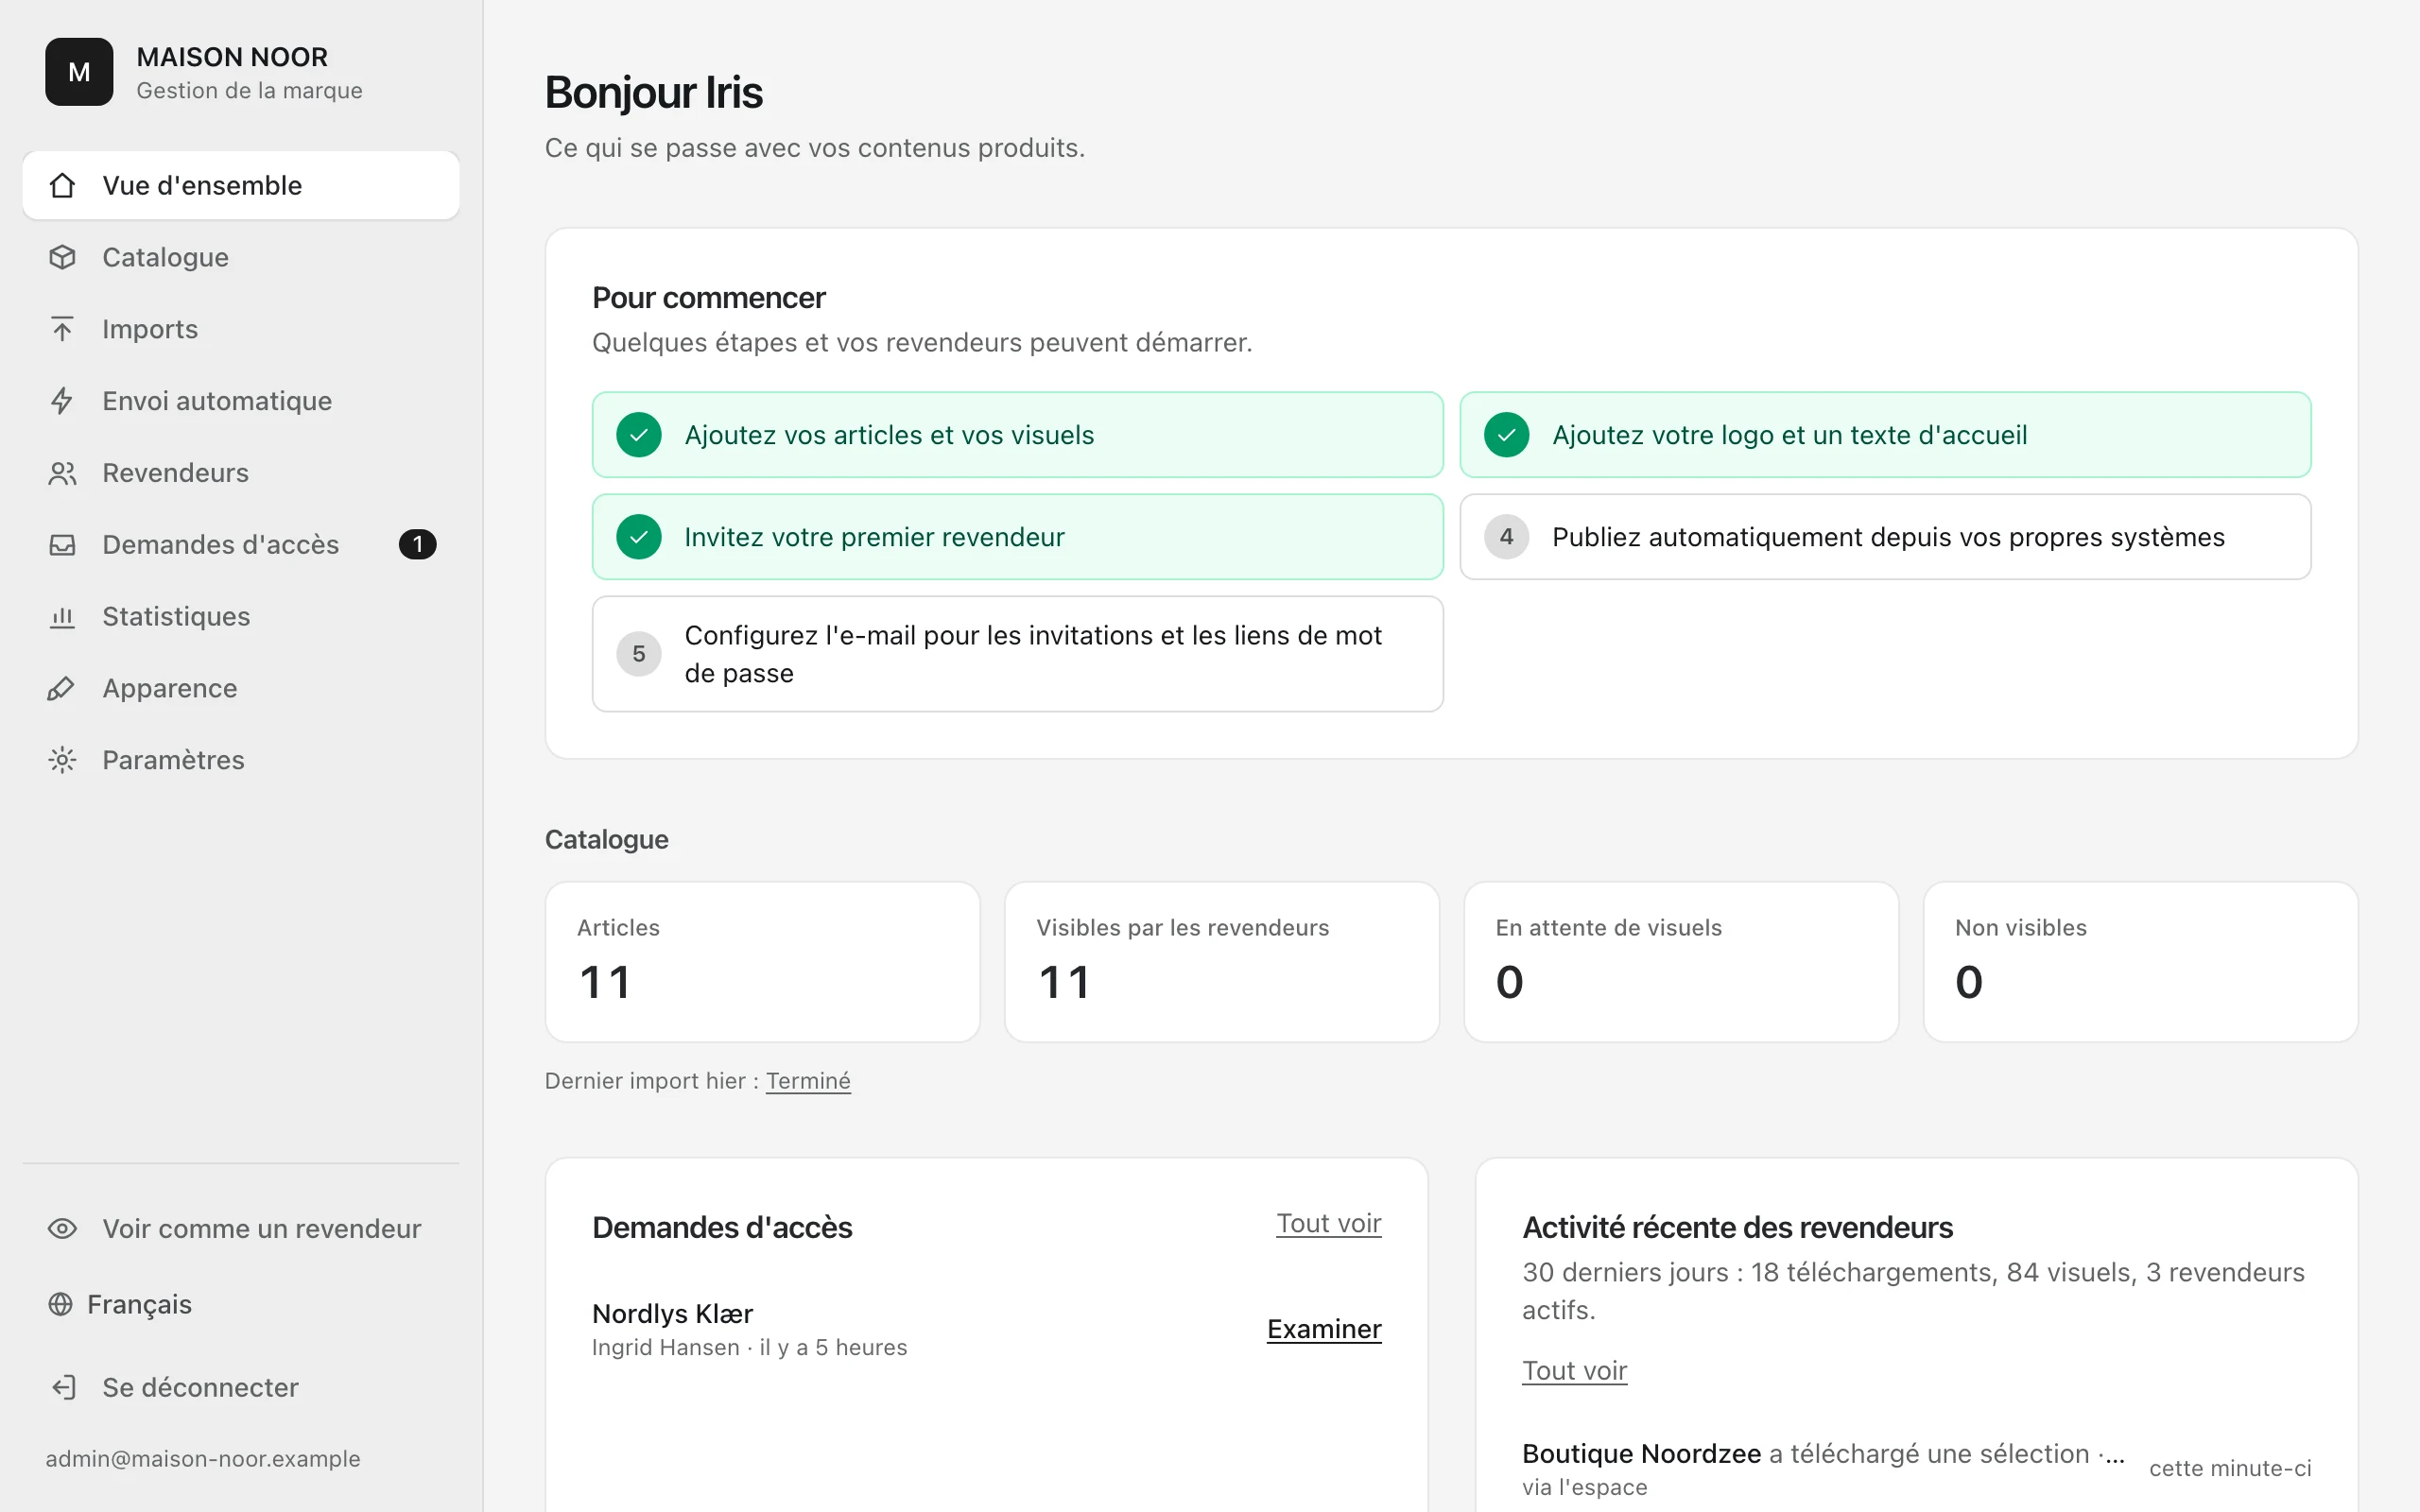 M
MAISON NOOR
Gestion de la marque
Vue d'ensemble
Catalogue
Imports
Envoi automatique
Revendeurs
Demandes d'accès 1
Statistiques
Apparence
Paramètres
Voir comme un revendeur
Français
Se déconnecter
admin@maison-noor.example
Bonjour Iris
Ce qui se passe avec vos contenus produits.
Pour commencer
Quelques étapes et vos revendeurs peuvent démarrer.
Ajoutez vos articles et vos visuels
Ajoutez votre logo et un texte d'accueil
Invitez votre premier revendeur
4 Publiez automatiquement depuis vos propres systèmes
5 Configurez l'e-mail pour les invitations et les liens de mot
de passe
Catalogue
Articles
11
Visibles par les revendeurs
11
En attente de visuels
0
Non visibles
0
Dernier import hier : Terminé
Demandes d'accès
Tout voir
Nordlys Klær
Ingrid Hansen · il y a 5 heures
Examiner
Activité récente des revendeurs
30 derniers jours : 18 téléchargements, 84 visuels, 3 revendeurs
actifs.
Tout voir
Boutique Noordzee a téléchargé une sélection ·...
via l'espace
cette minute-ci